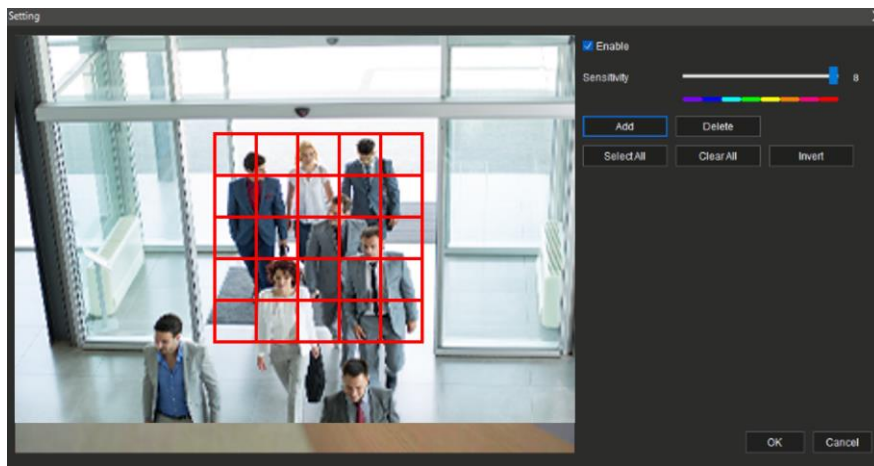 Setting
Enable
Sensitivity 8
Add Delete
Select All Clear All Invert
OK Cancel